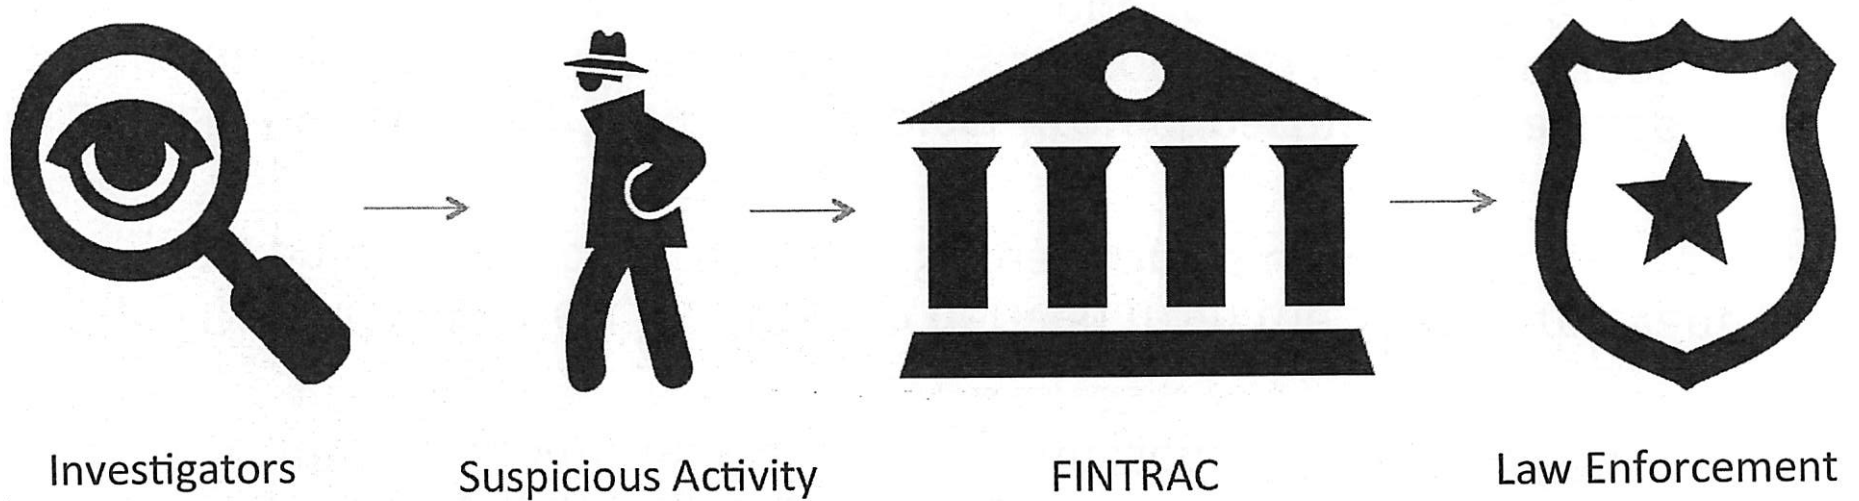 Investigators
Suspicious Activity
FINTRAC
Law Enforcement